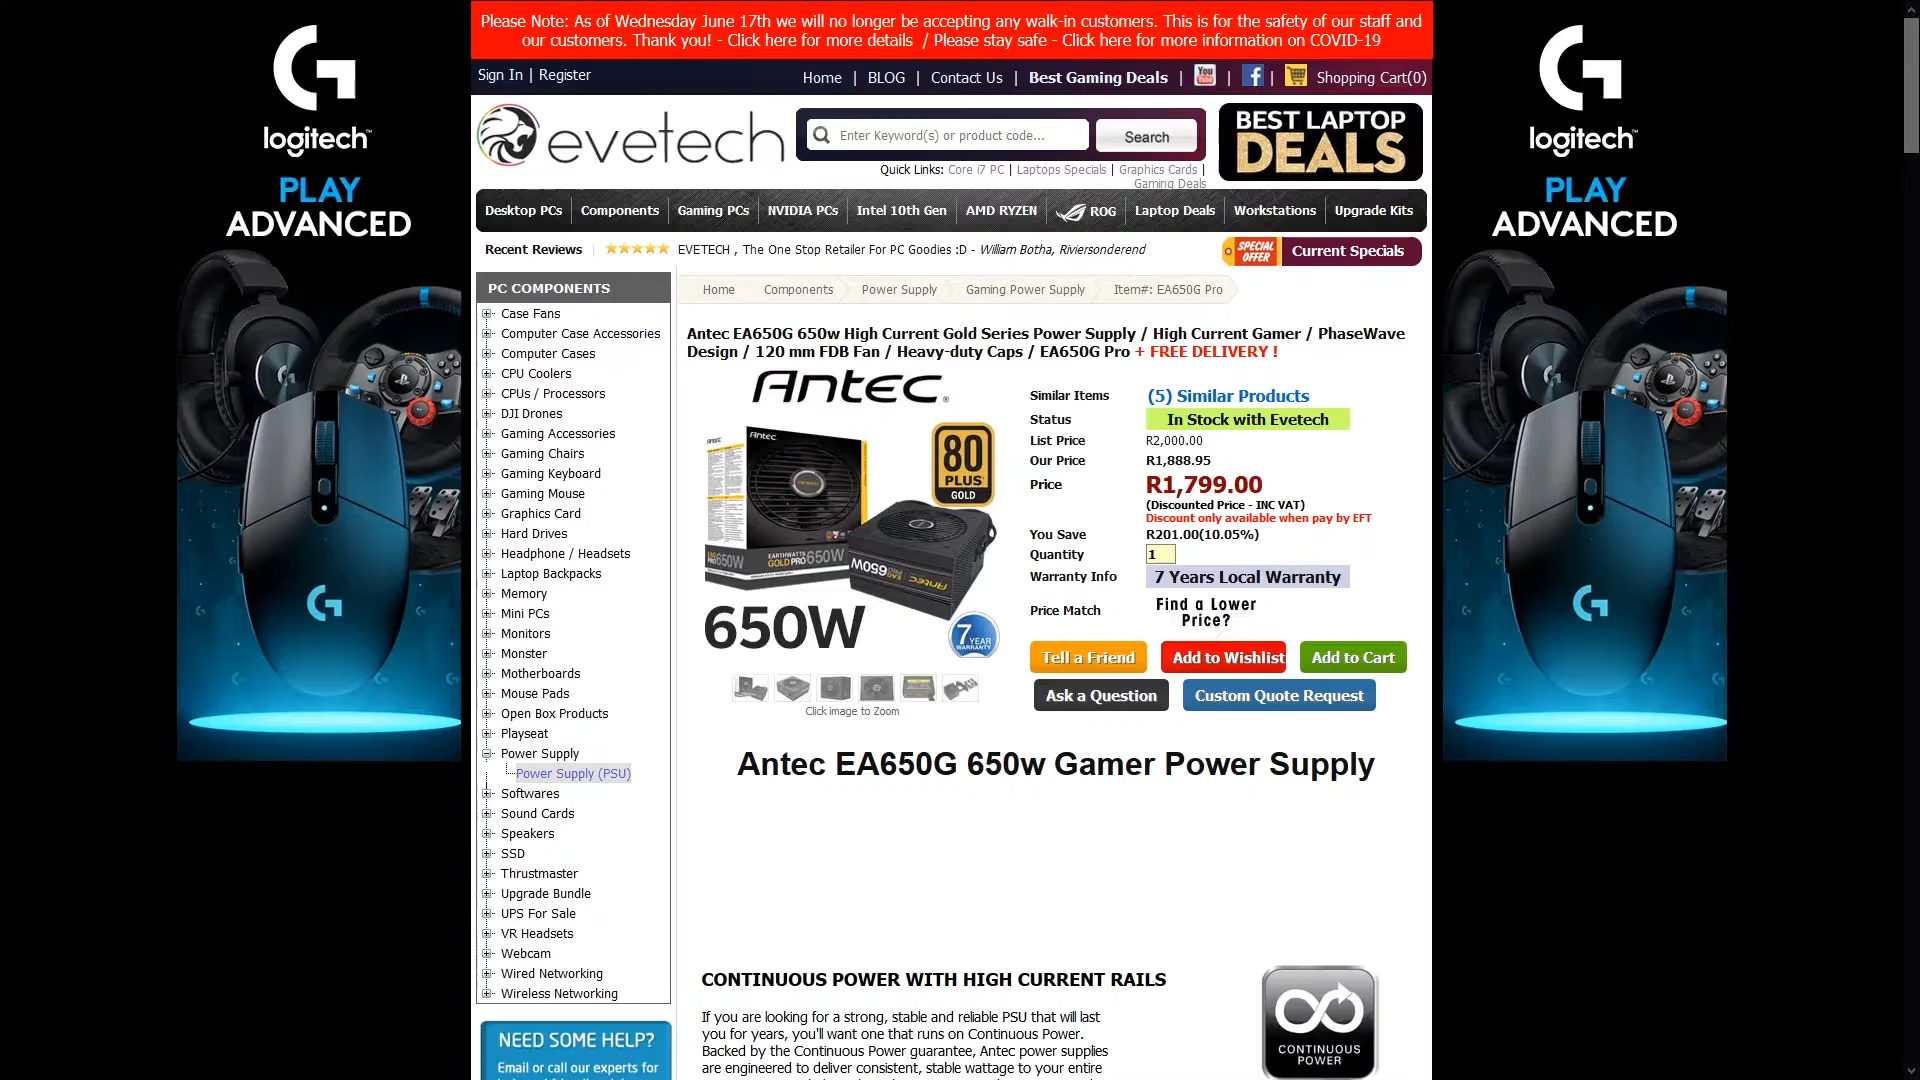 Please Note: As of Wednesday June 17th we will no longer be accepting any walk-in customers. This is for the safety of our staff and
our customers. Thank you! - Click here for more details / Please stay safe - Click here for more information on COVID-19
Sign In | Register
Home | BLOG | Contact Us | Best Gaming Deals | You Tube | f | Shopping Cart(0)
logitech
PLAY
ADVANCED
evetech
Enter Keyword(s) or product code...
Search
Quick Links: Core i7 PC | Laptops Specials | Graphics Cards |
Gaming Deals
BEST LAPTOP
DEALS
logitech
PLAY
ADVANCED
Desktop PCs
Components
Gaming PCs
NVIDIA PCs
Intel 10th Gen
AMD RYZEN
ROG
Laptop Deals
Workstations
Upgrade Kits
Recent Reviews
EVETECH , The One Stop Retailer For PC Goodies :D - William Botha, Riviersonderend
SPECIAL
OFFER
Current Specials
PC COMPONENTS
Case Fans
Computer Case Accessories
Computer Cases
CPU Coolers
CPUs / Processors
DJI Drones
Gaming Accessories
Gaming Chairs
Gaming Keyboard
Gaming Mouse
Graphics Card
Hard Drives
Headphone / Headsets
Laptop Backpacks
Memory
Mini PCs
Monitors
Monster
Motherboards
Mouse Pads
Open Box Products
Playseat
Power Supply
Power Supply (PSU)
Softwares
Sound Cards
Speakers
SSD
Thrustmaster
Upgrade Bundle
UPS For Sale
VR Headsets
Webcam
Wired Networking
Wireless Networking
NEED SOME HELP?
Email or call our experts for
Home
Components
Power Supply
Gaming Power Supply
Item#: EA650G Pro
Antec EA650G 650w High Current Gold Series Power Supply / High Current Gamer / PhaseWave
Design / 120 mm FDB Fan / Heavy-duty Caps / EA650G Pro + FREE DELIVERY !
Antec
Antec
80
PLUS
GOLD
EARTHWATTS
GOLD PRO 650W
650W
Antec
650W
7
YEAR
WARRANTY
Click image to Zoom
Similar Items (5) Similar Products
Status In Stock with Evetech
List Price R2,000.00
Our Price R1,888.95
Price R1,799.00
(Discounted Price - INC VAT)
Discount only available when pay by EFT
You Save R201.00(10.05%)
Quantity 1
Warranty Info 7 Years Local Warranty
Price Match Find a Lower
Price?
Tell a Friend
Add to Wishlist
Add to Cart
Ask a Question
Custom Quote Request
Antec EA650G 650w Gamer Power Supply
CONTINUOUS POWER WITH HIGH CURRENT RAILS
If you are looking for a strong, stable and reliable PSU that will last
you for years, you'll want one that runs on Continuous Power.
Backed by the Continuous Power guarantee, Antec power supplies
are engineered to deliver consistent, stable wattage to your entire
CONTINUOUS
POWER